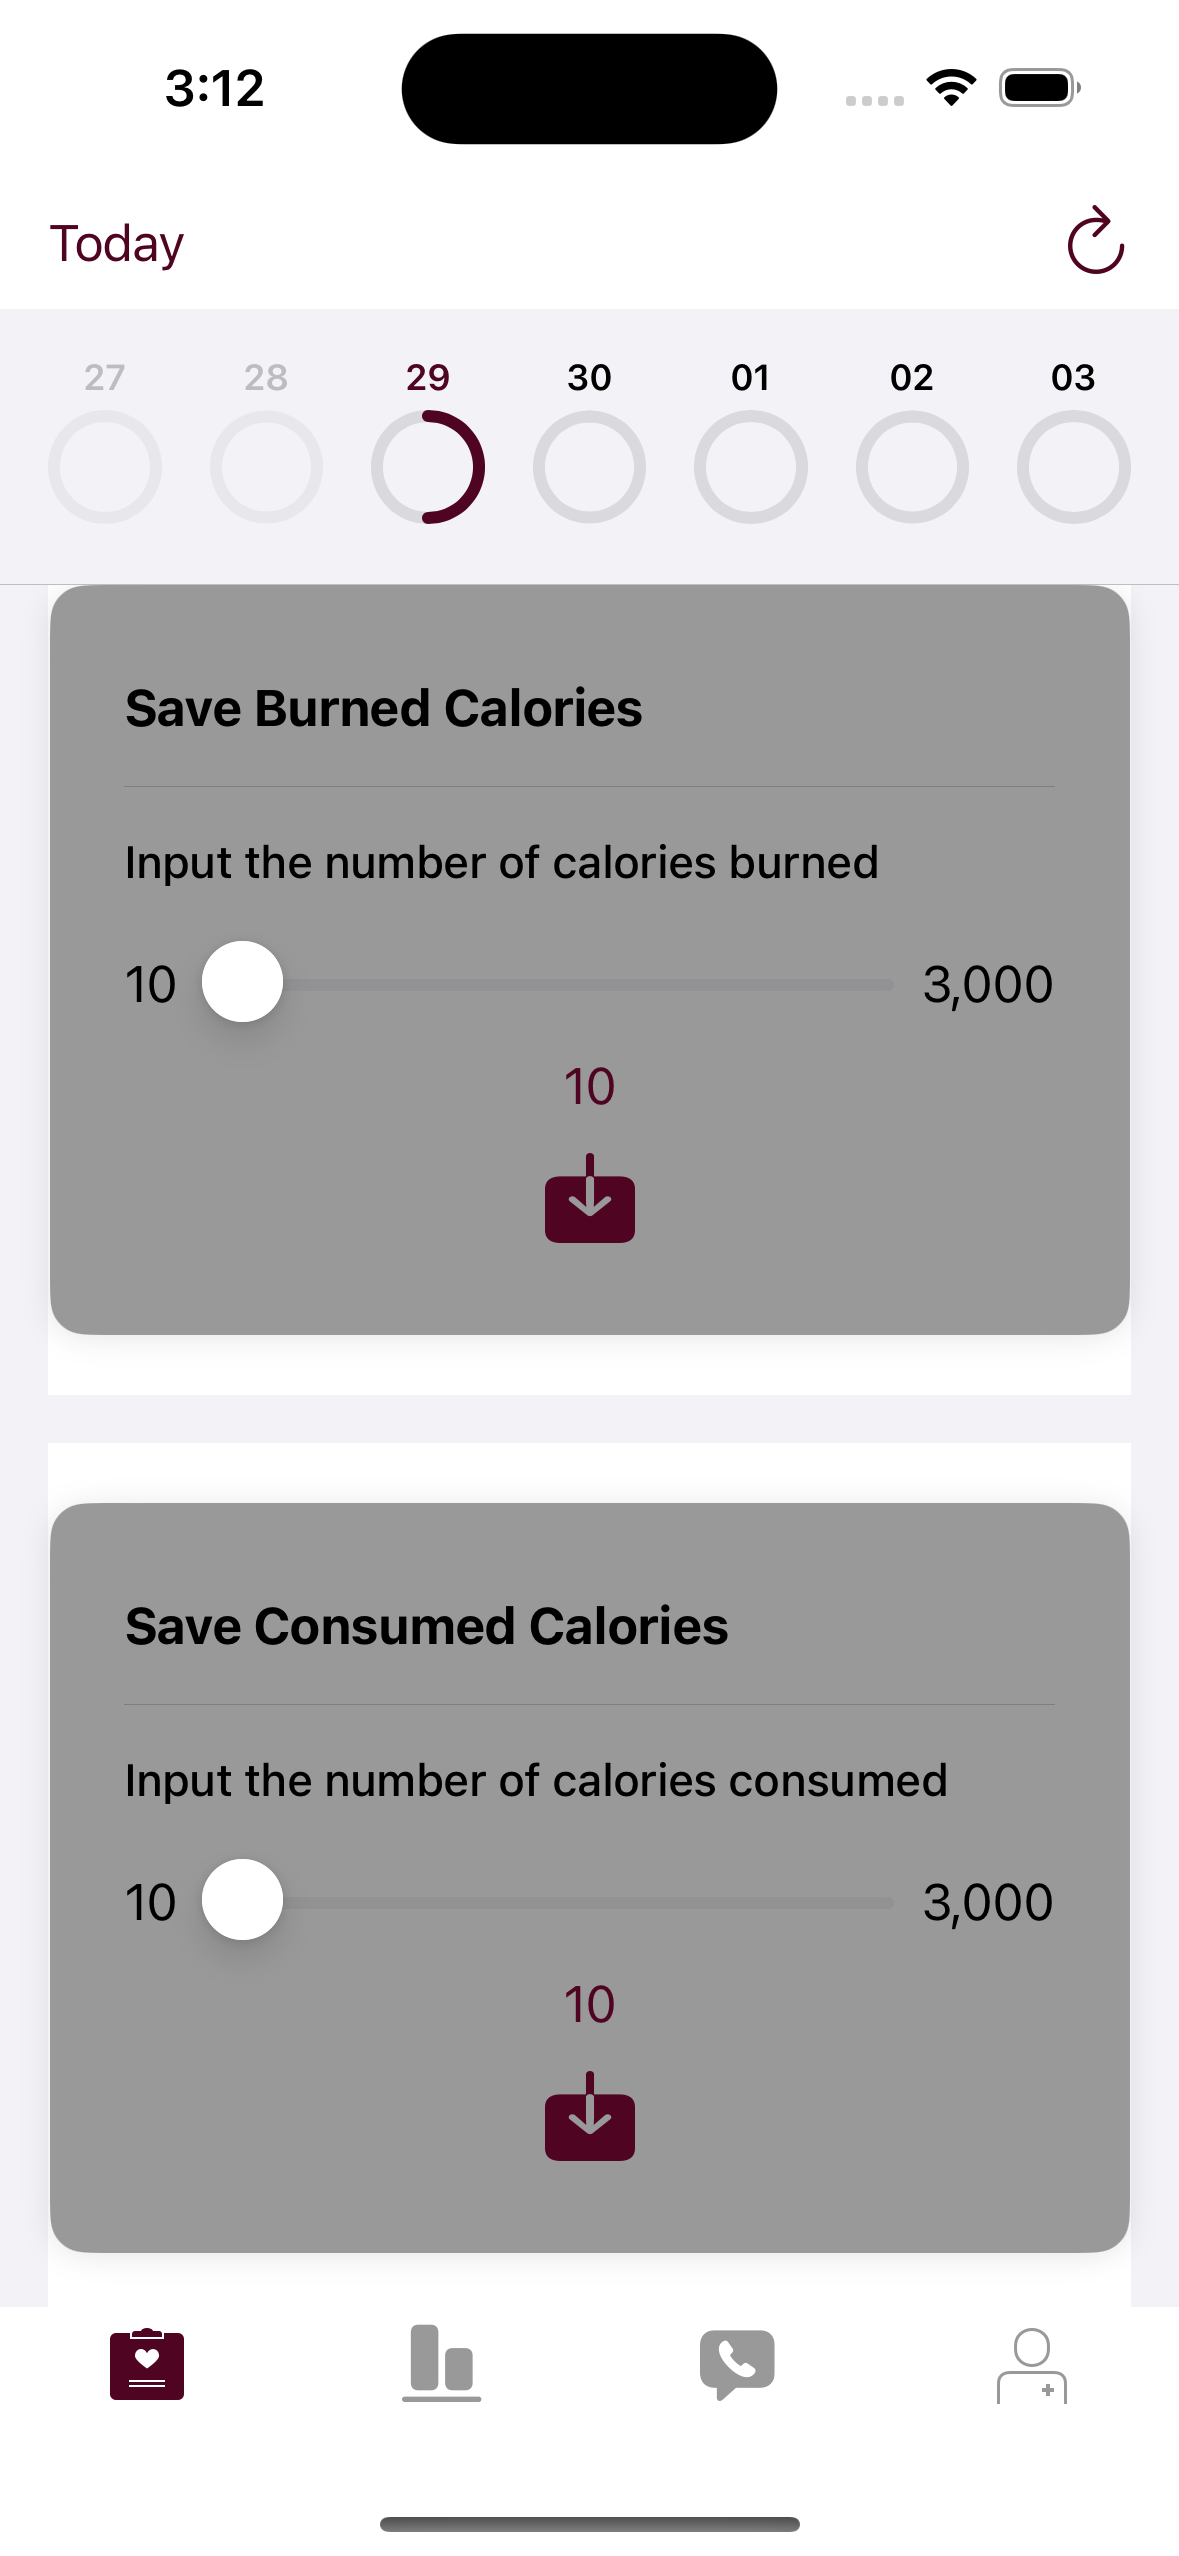 3:12
Today
27 28 29 30 01 02 03
Save Burned Calories
Input the number of calories burned
10 3,000
10
Save Consumed Calories
Input the number of calories consumed
10 3,000
10